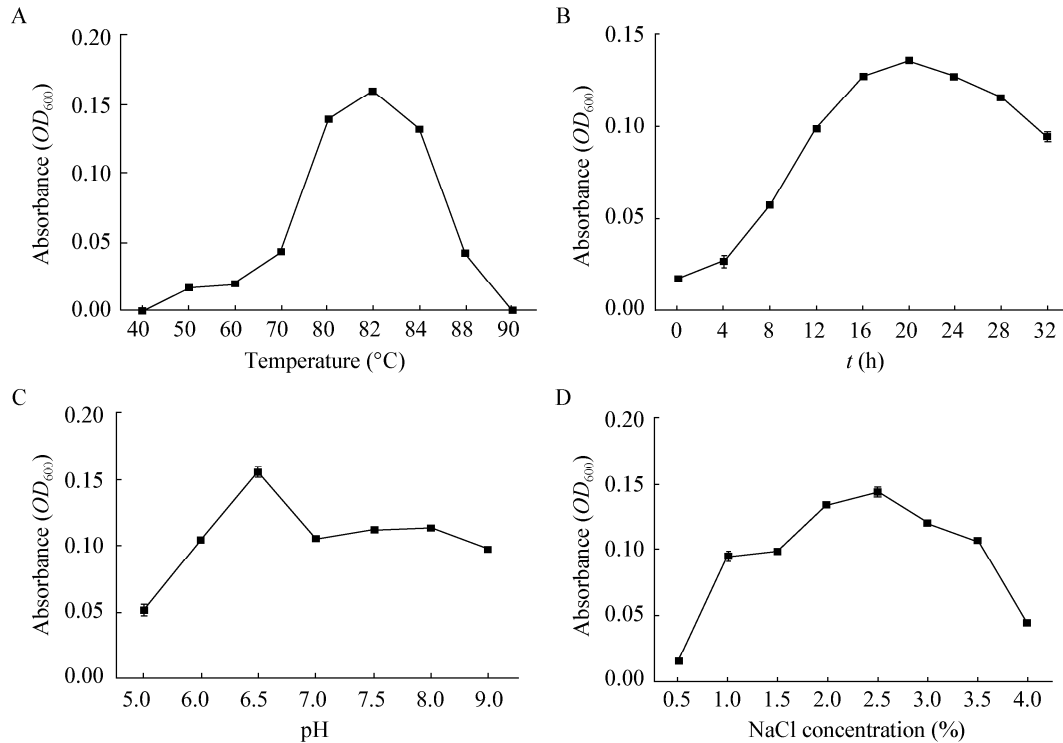 A
0.20
0.15
0.10
0.05
0.00
Absorbance (OD600)
40 50 60 70 80 82 84 88 90
Temperature (°C)
B
0.15
0.10
0.05
0.00
Absorbance (OD600)
0 4 8 12 16 20 24 28 32
t (h)
C
0.20
0.15
0.10
0.05
0.00
Absorbance (OD600)
5.0 6.0 6.5 7.0 7.5 8.0 9.0
pH
D
0.20
0.15
0.10
0.05
0.00
Absorbance (OD600)
0.5 1.0 1.5 2.0 2.5 3.0 3.5 4.0
NaCl concentration (%)